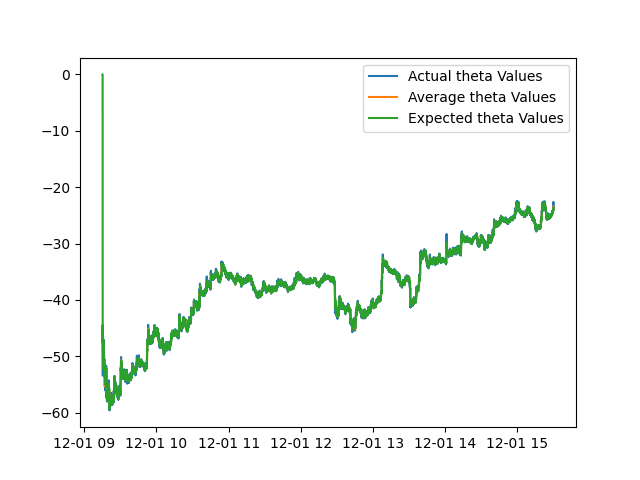 Actual theta Values
Average theta Values
Expected theta Values
0
−10
−20
−30
−40
−50
−60
12-01 09 12-01 10 12-01 11 12-01 12 12-01 13 12-01 14 12-01 15